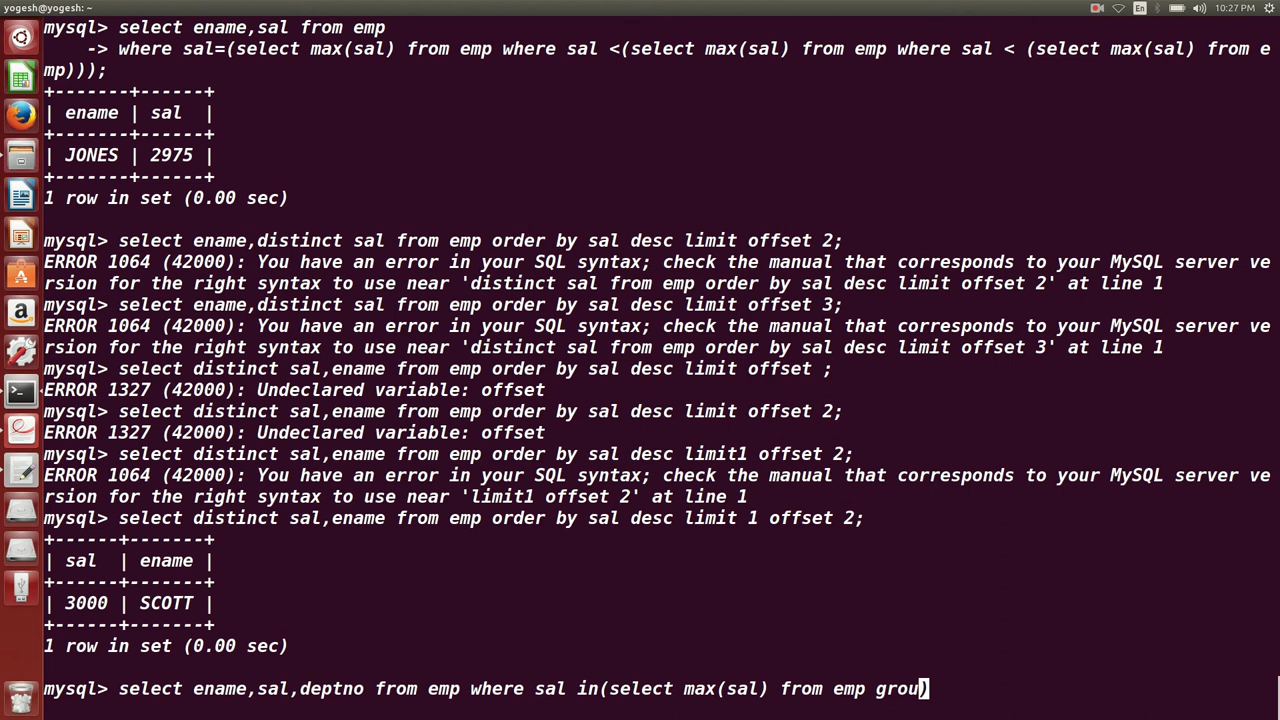 yogesh@yogesh: ~
En
10:27 PM
mysql> select ename,sal from emp
    -> where sal=(select max(sal) from emp where sal <(select max(sal) from emp where sal < (select max(sal) from e
mp)));
+-------+------+
| ename | sal  |
+-------+------+
| JONES | 2975 |
+-------+------+
1 row in set (0.00 sec)

mysql> select ename,distinct sal from emp order by sal desc limit offset 2;
ERROR 1064 (42000): You have an error in your SQL syntax; check the manual that corresponds to your MySQL server ve
rsion for the right syntax to use near 'distinct sal from emp order by sal desc limit offset 2' at line 1
mysql> select ename,distinct sal from emp order by sal desc limit offset 3;
ERROR 1064 (42000): You have an error in your SQL syntax; check the manual that corresponds to your MySQL server ve
rsion for the right syntax to use near 'distinct sal from emp order by sal desc limit offset 3' at line 1
mysql> select distinct sal,ename from emp order by sal desc limit offset ;
ERROR 1327 (42000): Undeclared variable: offset
mysql> select distinct sal,ename from emp order by sal desc limit offset 2;
ERROR 1327 (42000): Undeclared variable: offset
mysql> select distinct sal,ename from emp order by sal desc limit1 offset 2;
ERROR 1064 (42000): You have an error in your SQL syntax; check the manual that corresponds to your MySQL server ve
rsion for the right syntax to use near 'limit1 offset 2' at line 1
mysql> select distinct sal,ename from emp order by sal desc limit 1 offset 2;
+------+-------+
| sal  | ename |
+------+-------+
| 3000 | SCOTT |
+------+-------+
1 row in set (0.00 sec)

mysql> select ename,sal,deptno from emp where sal in(select max(sal) from emp grou)